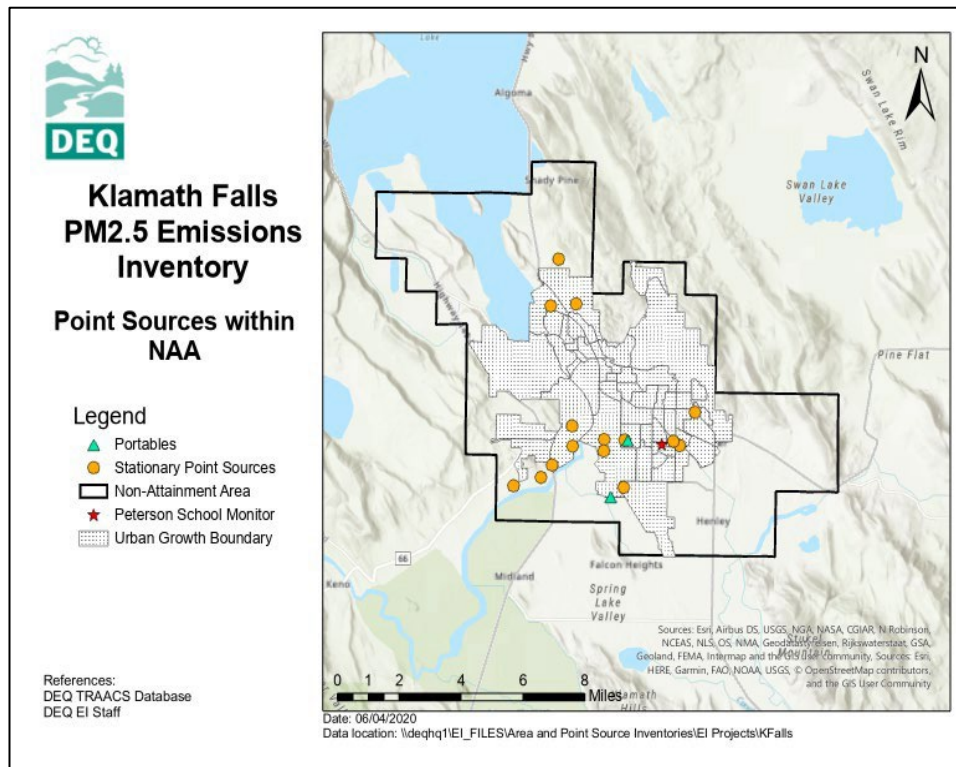 DEQ
Klamath Falls
PM2.5 Emissions
Inventory
Point Sources within
NAA
Legend
Portables
Stationary Point Sources
Non-Attainment Area
Peterson School Monitor
Urban Growth Boundary
References:
DEQ TRAACS Database
DEQ EI Staff
Lake
Algoma
N
Swan Lake Rim
Swan Lake
Valley
Shady Pine
Highway
Pine Flat
Henley
66
Keno
Midland
Falcon Heights
Spring
Lake
Valley
Sources: Esri, Airbus DS, USGS, NGA, NASA, CGIAR, N Robinson,
NCEAS, NLS, OS, NMA, Geodatastyrelsen, Rijkswaterstaat, GSA,
Geoland, FEMA, Intermap and the GIS user community, Sources: Esri,
HERE, Garmin, FAO, NOAA, USGS, © OpenStreetMap contributors,
and the GIS User Community
Mountain
0 1 2 4 6 8
Miles
Hills
Date: 06/04/2020
Data location: \\deqhq1\EI_FILES\Area and Point Source Inventories\EI Projects\KFalls